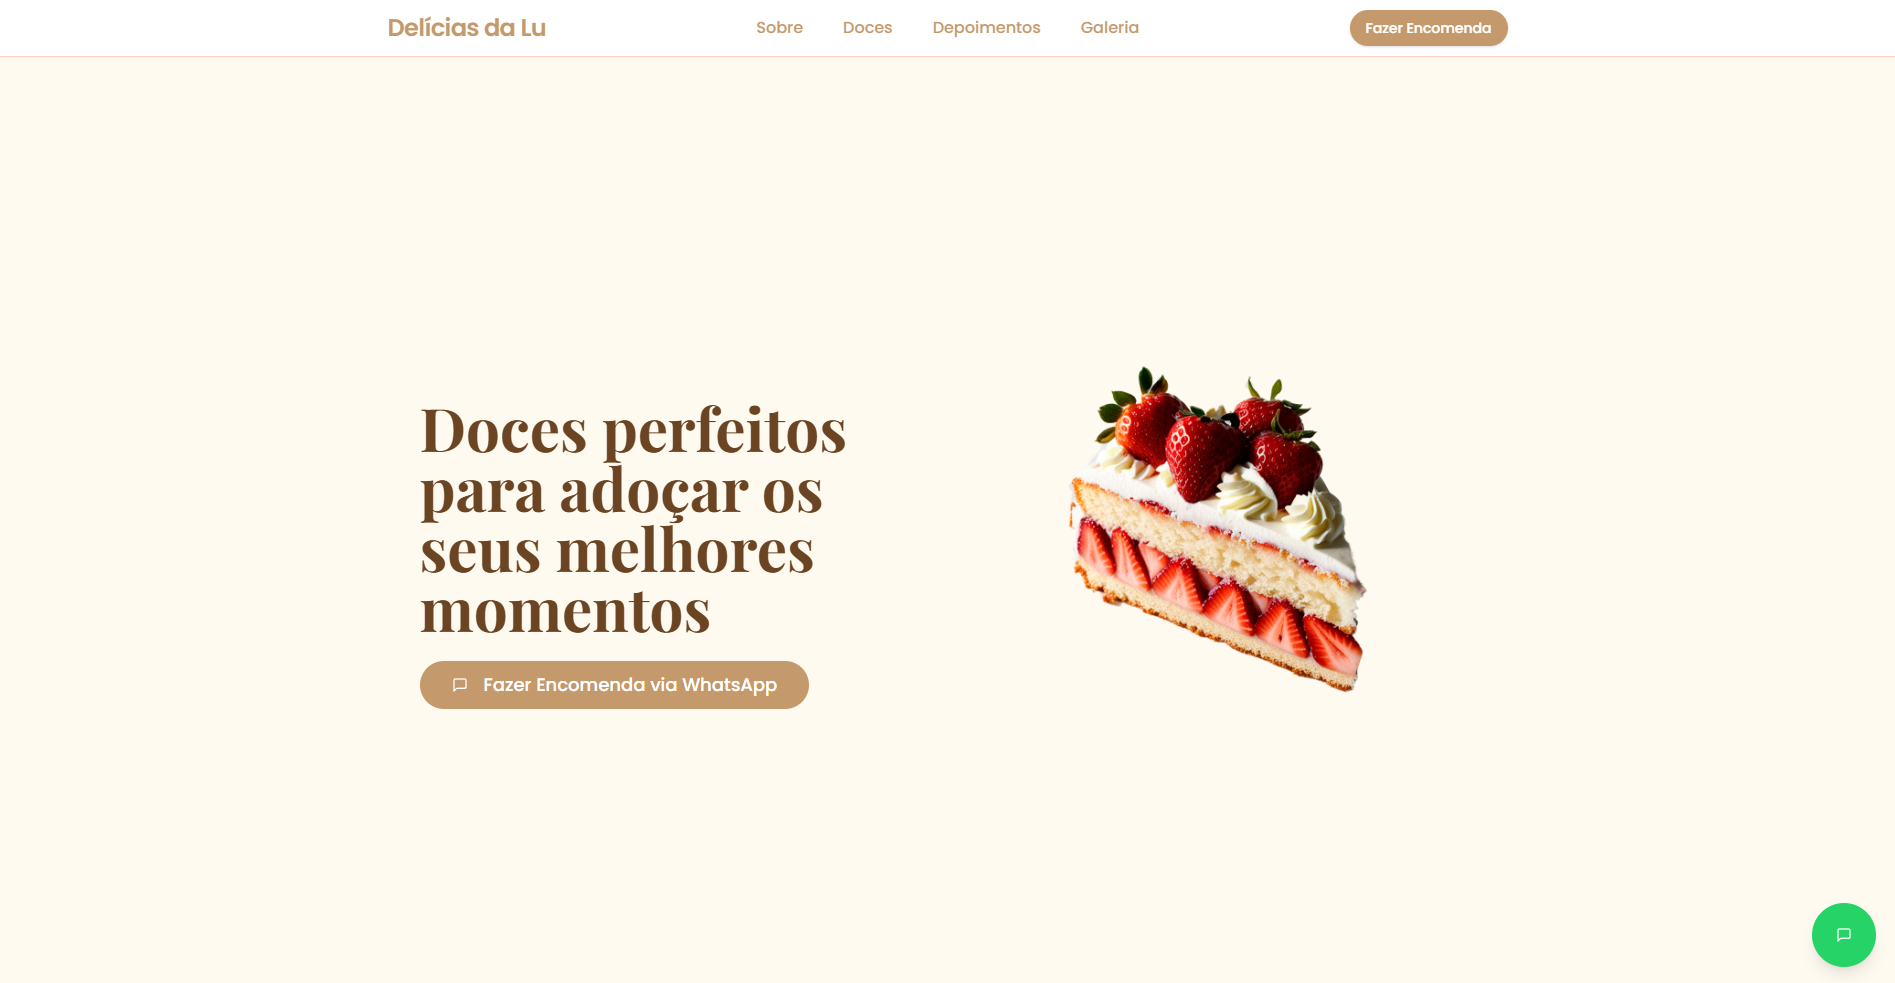 Delícias da Lu
Sobre
Doces
Depoimentos
Galeria
Fazer Encomenda
Doces perfeitos
para adoçar os
seus melhores
momentos
Fazer Encomenda via WhatsApp